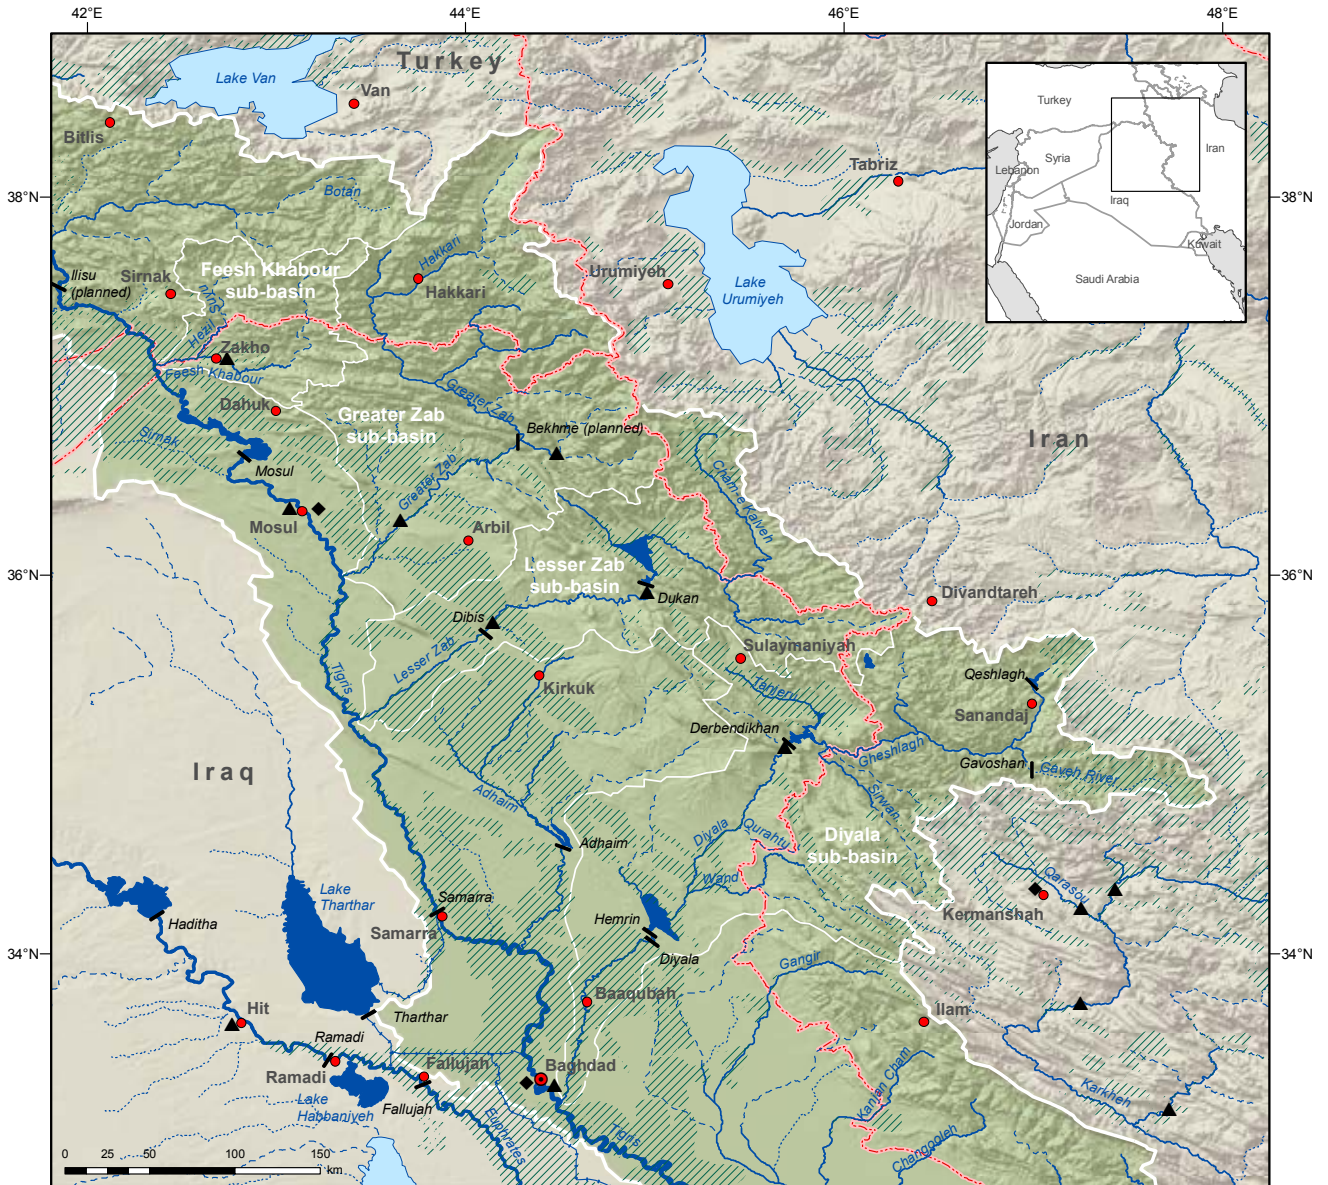 42°E
44°E
46°E
48°E
Turkey
Lake Van
Van
Bitlis
Tabriz
Botan
38°N
38°N
Turkey
Iran
Syria
Lebanon
Iraq
Jordan
Kuwait
Saudi Arabia
Ilisu
(planned)
Sirnak
Feesh Khabour
sub-basin
Hakkari
Hakkari
Urumiyeh
Lake
Urumiyeh
Hezil
Suyu
Zakho
Feesh Khabour
Dahuk
Greater Zab
Greater Zab
sub-basin
Bekhme (planned)
Iran
Sirnak
Mosul
Greater Zab
Cham-e Kalveh
Mosul
Arbil
36°N
36°N
Lesser Zab
sub-basin
Dukan
Divandtareh
Dibis
Lesser Zab
Sulaymaniyah
Tigris
Kirkuk
Tanjeru
Qeshlagh
Sanandaj
Derbendikhan
Gheshlagh
Gavoshan
Gaveh River
Iraq
Sirwan
Adhaim
Diyala
Qurahtu
Diyala
sub-basin
Adhaim
Wand
Qarasou
Lake
Tharthar
Samarra
Haditha
Samarra
Hemrin
Kermanshah
34°N
34°N
Diyala
Gangir
Baaqubah
Hit
Tharthar
Ilam
Ramadi
Ramadi
Fallujah
Baghdad
Lake
Habbaniyeh
Fallujah
Euphrates
Tigris
Kanjan Cham
Changooleh
Karkheh
0
25
50
100
150
km